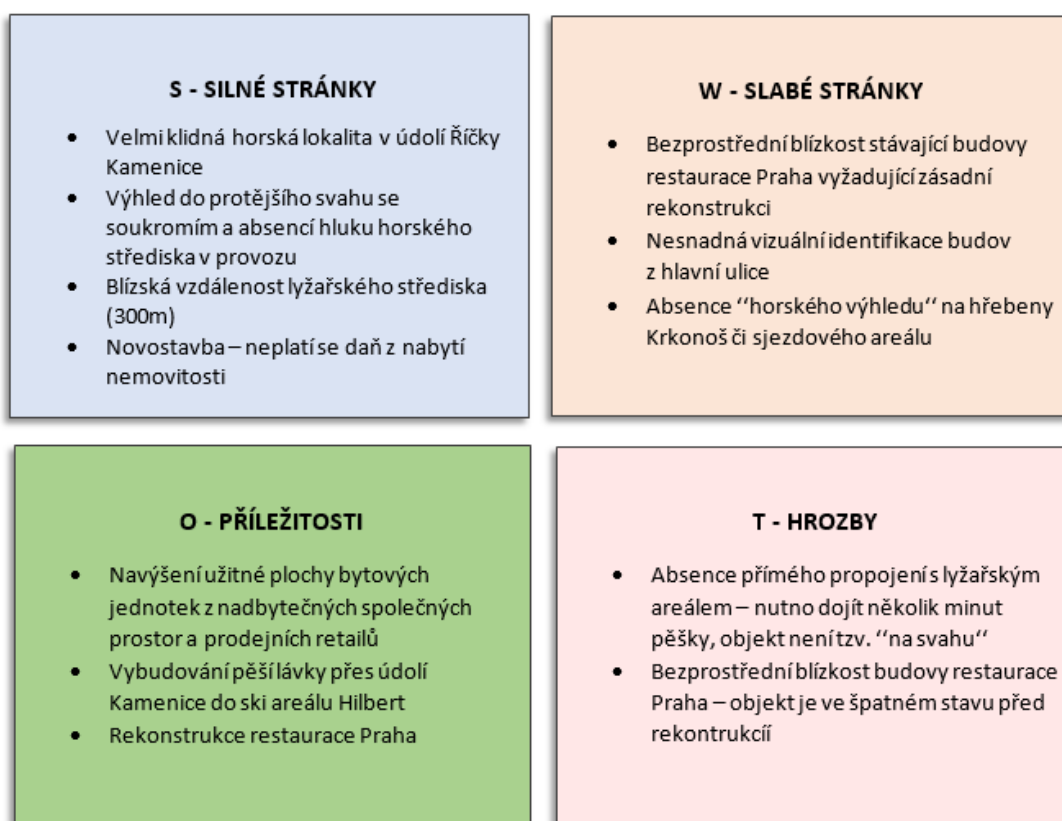 S - SILNÉ STRÁNKY
• Velmi klidná horská lokalita v údolí Říčky
Kamenice
• Výhled do protějšího svahu se
soukromím a absencí hluku horského
střediska v provozu
• Blízská vzdálenost lyžařského střediska
(300m)
• Novostavba – neplatí se daň z nabytí
nemovitosti
W - SLABÉ STRÁNKY
• Bezprostřední blízkost stávající budovy
restaurace Praha vyžadující zásadní
rekonstrukci
• Nesnadná vizuální identifikace budov
z hlavní ulice
• Absence ‘‘horského výhledu‘‘ na hřebeny
Krkonoš či sjezdového areálu
O - PŘÍLEŽITOSTI
• Navýšení užitné plochy bytových
jednotek z nadbytečných společných
prostor a prodejních retailů
• Vybudování pěší lávky přes údolí
Kamenice do ski areálu Hilbert
• Rekonstrukce restaurace Praha
T - HROZBY
• Absence přímého propojení s lyžařským
areálem – nutno dojít několik minut
pěšky, objekt není tzv. ‘‘na svahu‘‘
• Bezprostřední blízkost budovy restaurace
Praha – objekt je ve špatném stavu před
rekontrukcíí